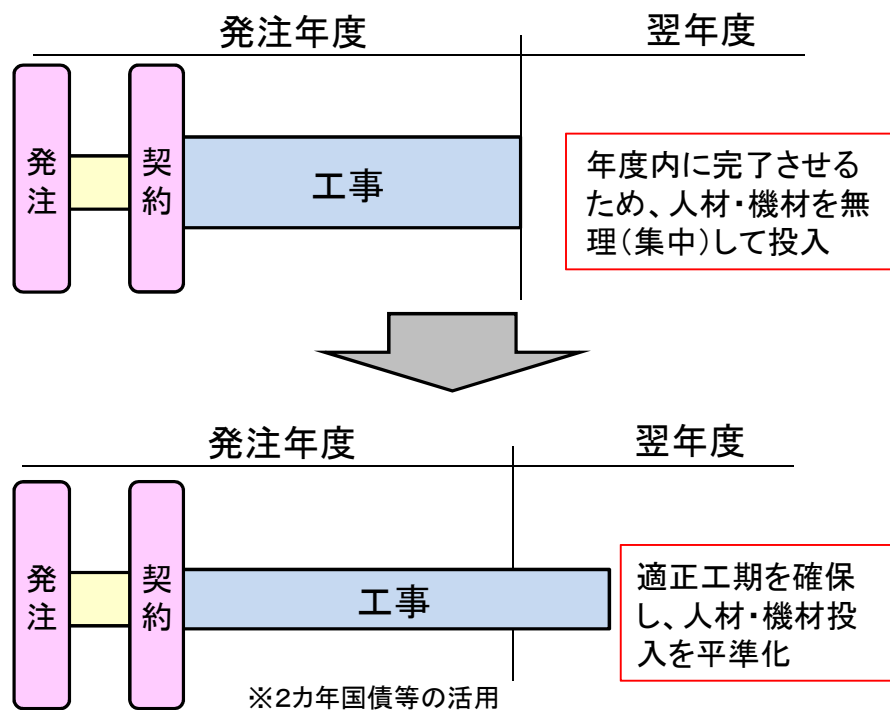 発注年度
翌年度
発注
契約
工事
年度内に完了させる
ため、人材・機材を無
理(集中)して投入
発注年度
翌年度
発注
契約
工事
適正工期を確保
し、人材・機材投
入を平準化
※2カ年国債等の活用